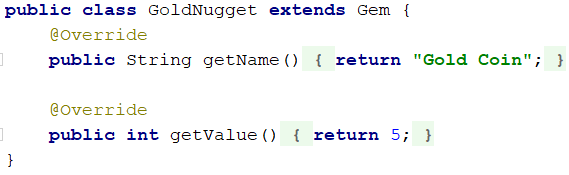 public class GoldNugget extends Gem {
@Override
public String getName() { return "Gold Coin"; }
@Override
public int getValue() { return 5; }
}